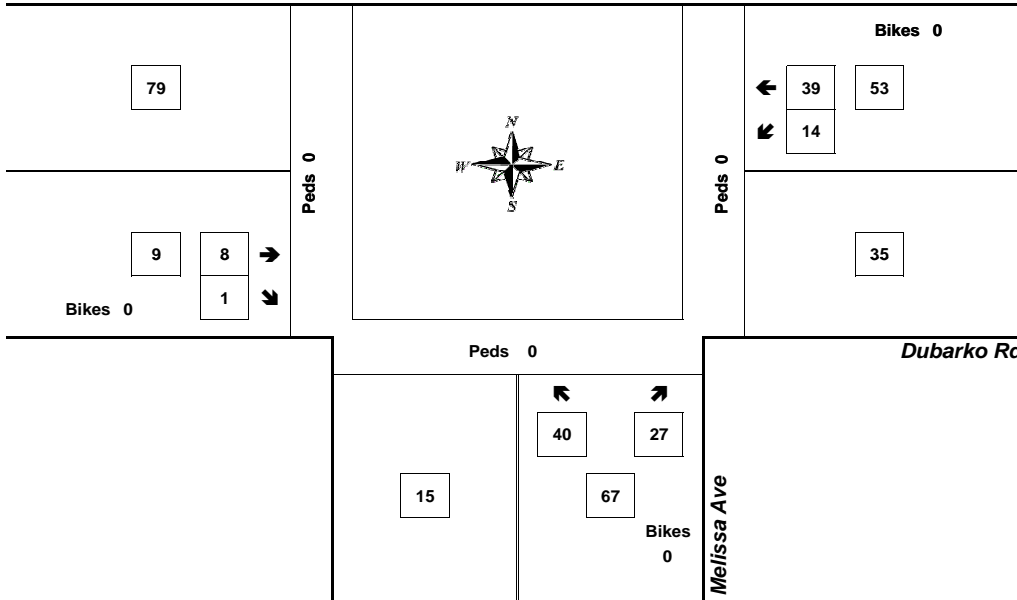 Bikes 0
79
39 53
14
N
W E
S
Peds 0
Peds 0
9 8
1
Bikes 0
35
Peds 0
Dubarko Rd
40 27
15
67
Bikes
0
Melissa Ave